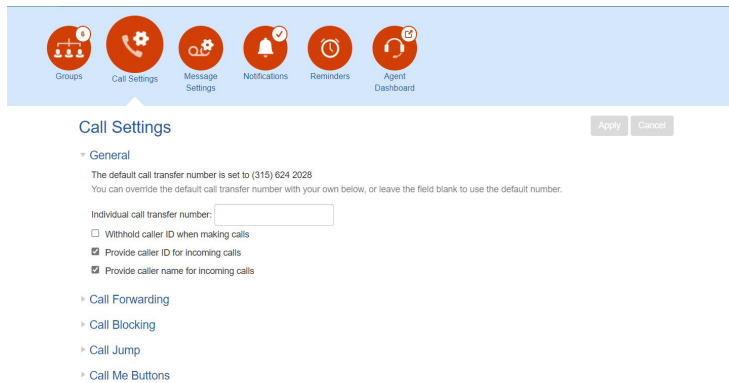 6
Groups
Call Settings
Message
Settings
Notifications
Reminders
Agent
Dashboard
Call Settings
Apply
Cancel
General
The default call transfer number is set to (315) 624 2028
You can override the default call transfer number with your own below, or leave the field blank to use the default number.
Individual call transfer number:
Withhold caller ID when making calls
Provide caller ID for incoming calls
Provide caller name for incoming calls
Call Forwarding
Call Blocking
Call Jump
Call Me Buttons